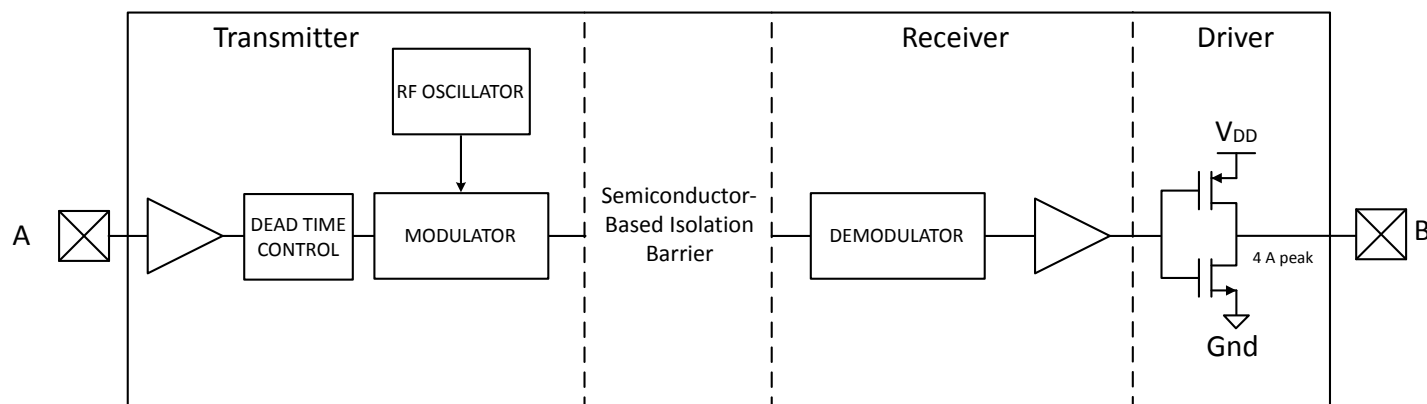 Transmitter
Receiver
Driver
RF OSCILLATOR
VDD
A
DEAD TIME
CONTROL
MODULATOR
Semiconductor-
Based Isolation
Barrier
DEMODULATOR
4 A peak
B
Gnd